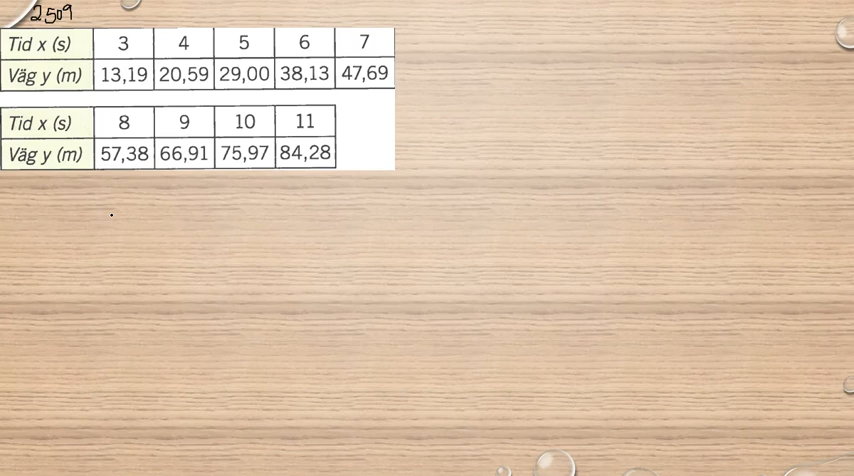 2509
Tid x (s) 3 4 5 6 7
Väg y (m) 13,19 20,59 29,00 38,13 47,69
Tid x (s) 8 9 10 11
Väg y (m) 57,38 66,91 75,97 84,28